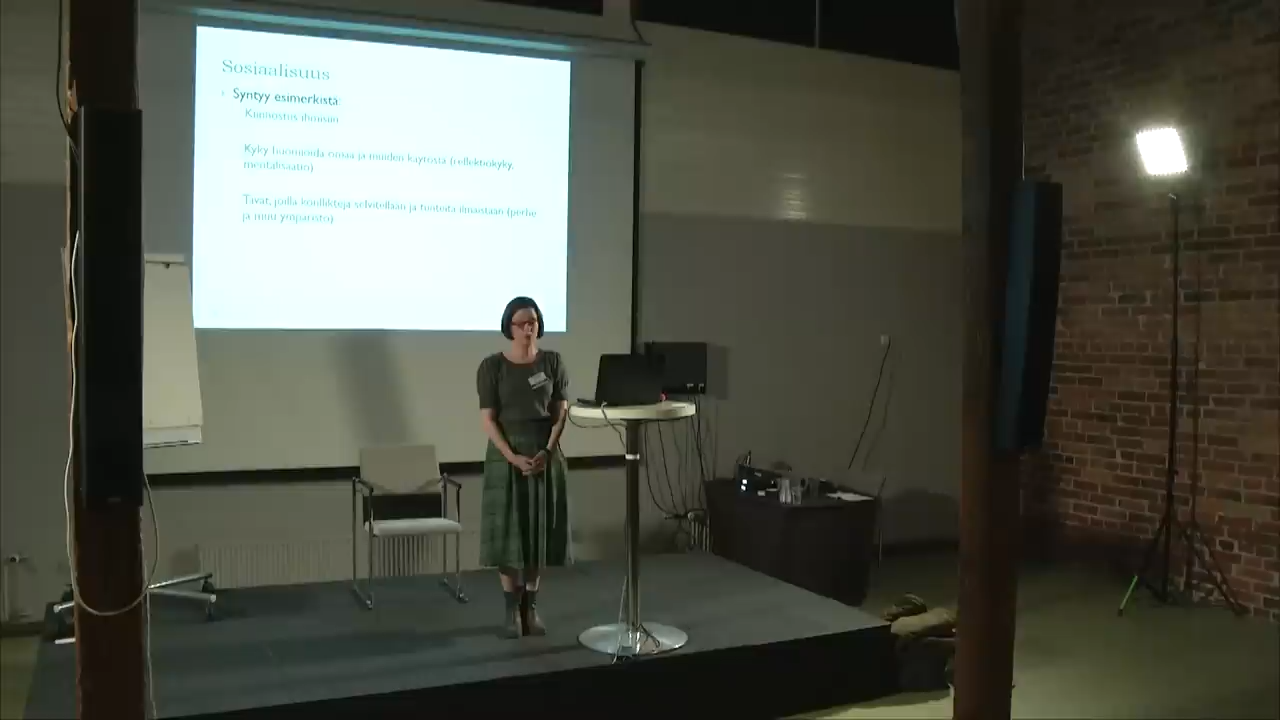 Sosiaalisuus
Syntyy esimerkistä:
Kiinnostus ihmisiin
Kyky huomioida omaa ja muiden käytöstä (reflektiokyky,
mentalisaatio)
Tavat, joilla konflikteja selvitellään ja tunteita ilmaistaan (perhe
ja muu ympäristö)